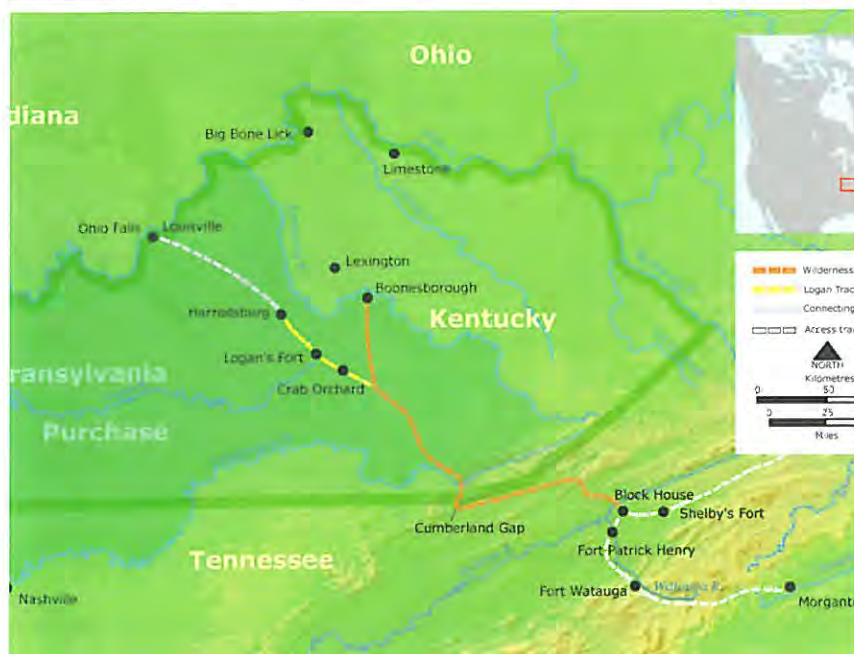 Ohio
diana
Big Bone Lick
Limestone
Ohio Falls
Louisville
Lexington
Boonesborough
Harrodsburg
Kentucky
Logan's Fort
ransylvania
Crab Orchard
Purchase
Wilderness
Logan Trac
Connecting
Access tra
NORTH
Kilometres
0 50
0 25
Miles
Block House
Shelby's Fort
Cumberland Gap
Fort Patrick Henry
Tennessee
Fort Watauga
Watauga R.
Nashville
Morgant